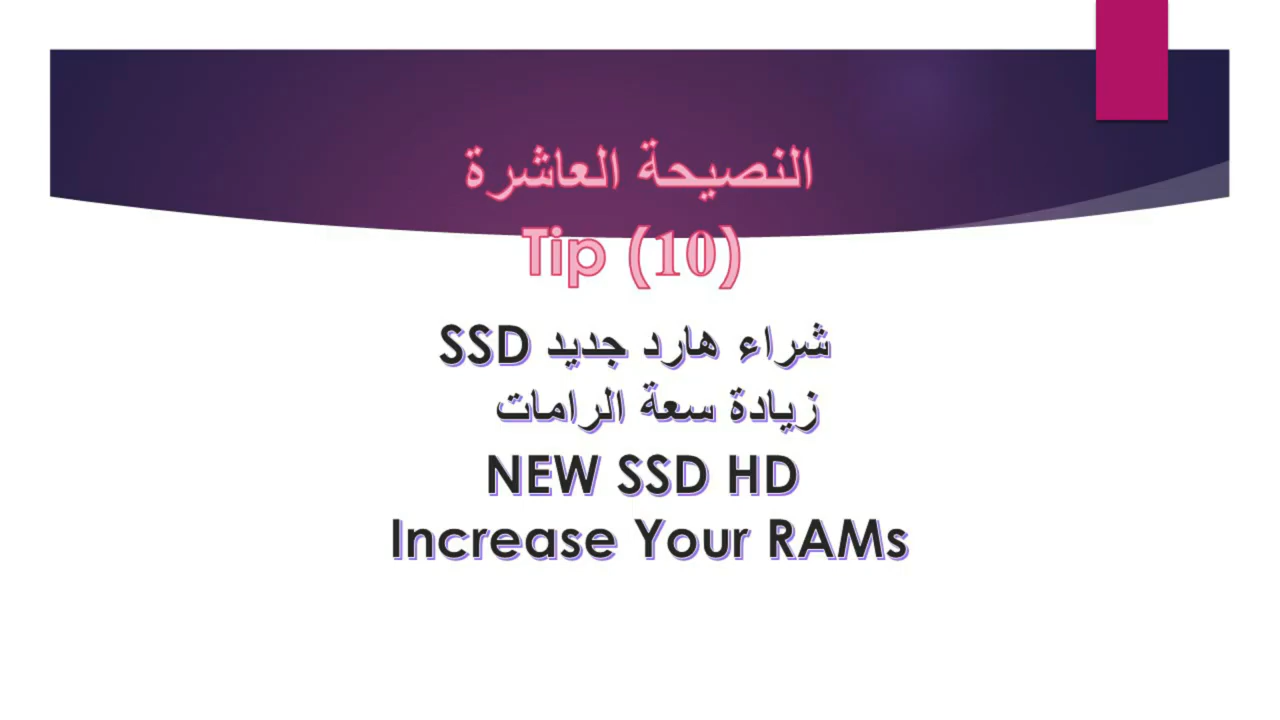 النصيحة العاشرة
Tip (10)
شراء هارد جديد SSD
زيادة سعة الرامات
NEW SSD HD
Increase Your RAMs